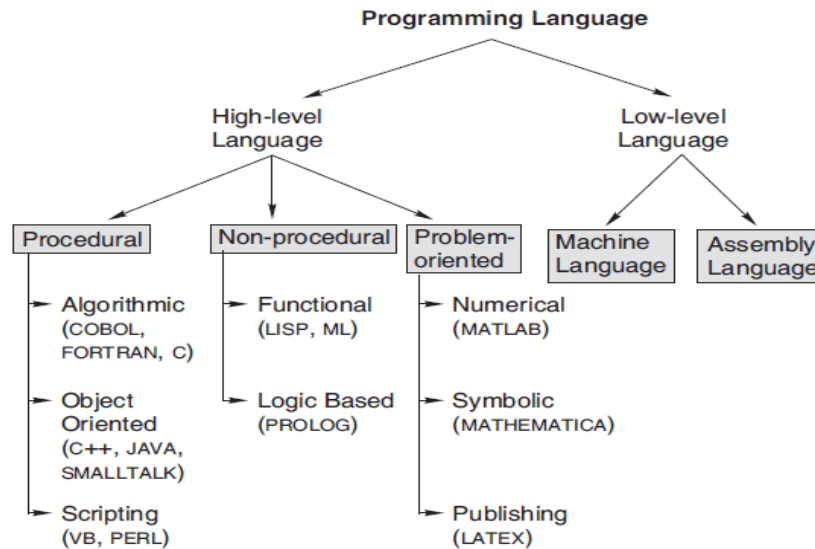 Programming Language
High-level
Language
Low-level
Language
Procedural
Non-procedural
Problem-
oriented
Machine
Language
Assembly
Language
Algorithmic
(COBOL,
FORTRAN, C)
Object
Oriented
(C++, JAVA,
SMALLTALK)
Scripting
(VB, PERL)
Functional
(LISP, ML)
Logic Based
(PROLOG)
Numerical
(MATLAB)
Symbolic
(MATHEMATICA)
Publishing
(LATEX)